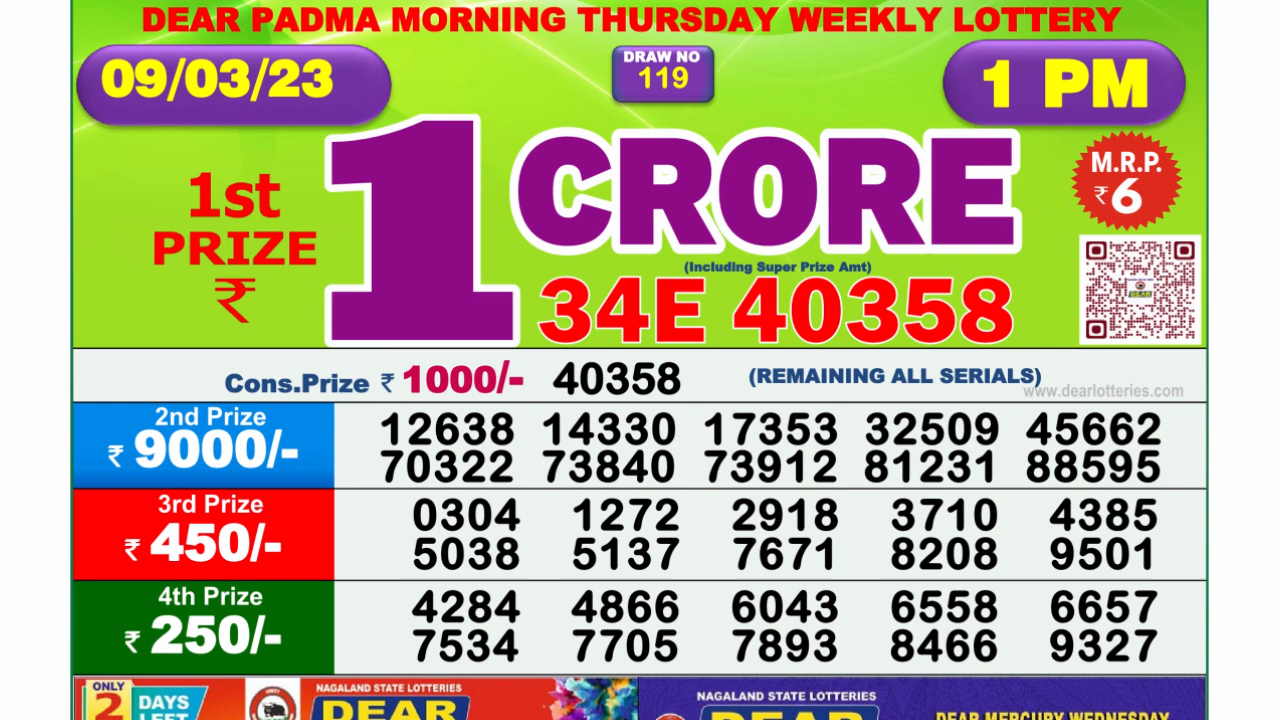 DEAR PADMA MORNING THURSDAY WEEKLY LOTTERY
09/03/23
DRAW NO
119
1 PM
1st
PRIZE
₹
1 CRORE
(Including Super Prize Amt)
34E 40358
M.R.P.
₹6
DEAR
Cons.Prize ₹ 1000/- 40358 (REMAINING ALL SERIALS)
www.dearlotteries.com
2nd Prize
₹ 9000/-
12638 14330 17353 32509 45662
70322 73840 73912 81231 88595
3rd Prize
₹ 450/-
0304 1272 2918 3710 4385
5038 5137 7671 8208 9501
4th Prize
₹ 250/-
4284 4866 6043 6558 6657
7534 7705 7893 8466 9327
ONLY
2 DAYS
LEFT
NAGALAND STATE LOTTERIES
DEAR
NAGALAND STATE LOTTERIES
DEAR
DEAR MERCURY WEDNESDAY